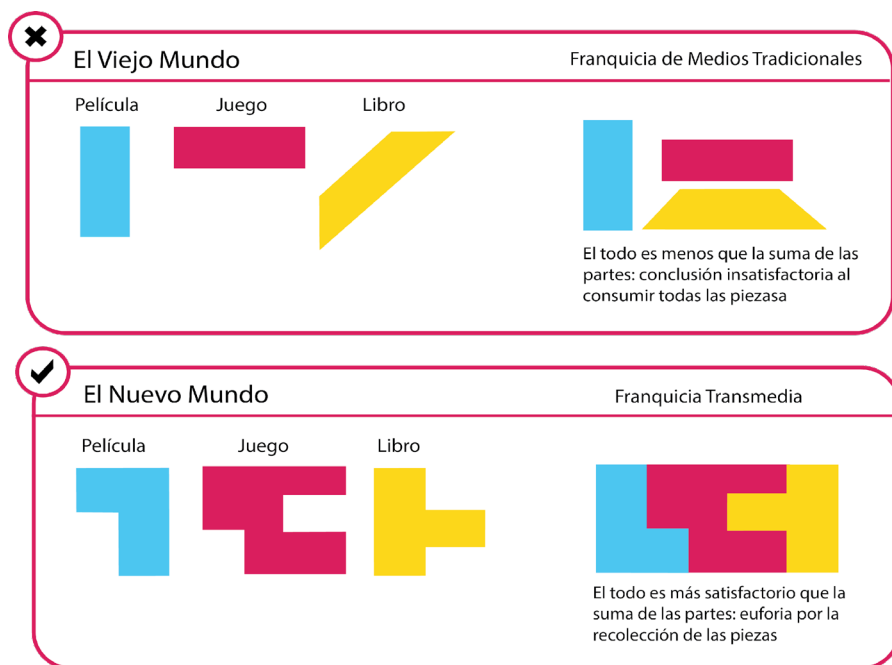 El Viejo Mundo
Franquicia de Medios Tradicionales
Película
Juego
Libro
El todo es menos que la suma de las
partes: conclusión insatisfactoria al
consumir todas las piezasa
El Nuevo Mundo
Franquicia Transmedia
Película
Juego
Libro
El todo es más satisfactorio que la
suma de las partes: euforia por la
recolección de las piezas